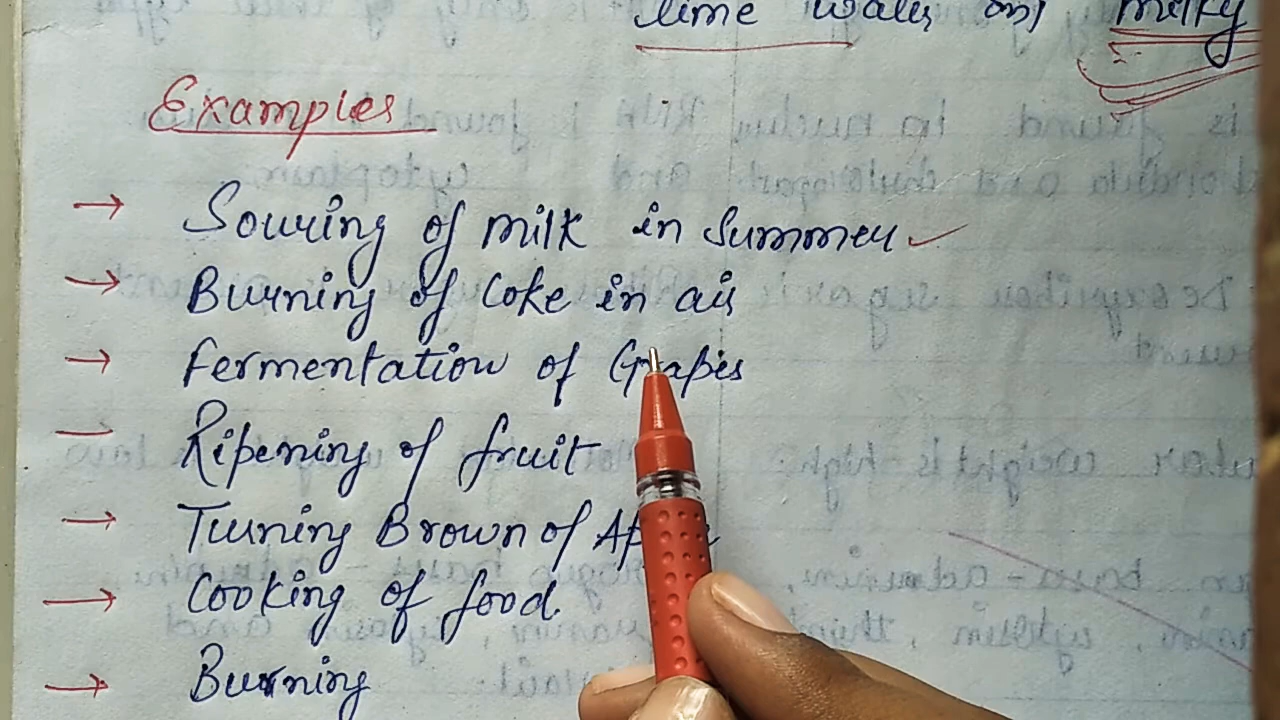 lime water on milky
Examples
→ Souring of milk in Summer ✓
→ Burning of Coke in air
→ Fermentation of Grapes
→ Ripening of fruit
→ Turning Brown of
→ Cooking of food
→ Burning